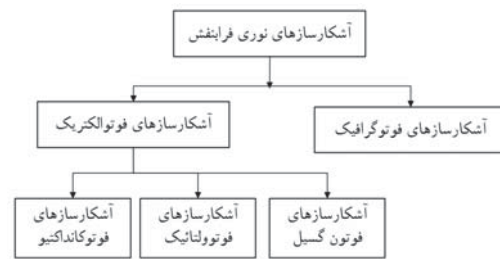 آشکارسازهای نوری فرابنفش
آشکارسازهای فوتوگرافیک
آشکارسازهای فوتوالکتریک
آشکارسازهای
فوتون گسیل
آشکارسازهای
فوتوولتائیک
آشکارسازهای
فوتوکانداکتیو